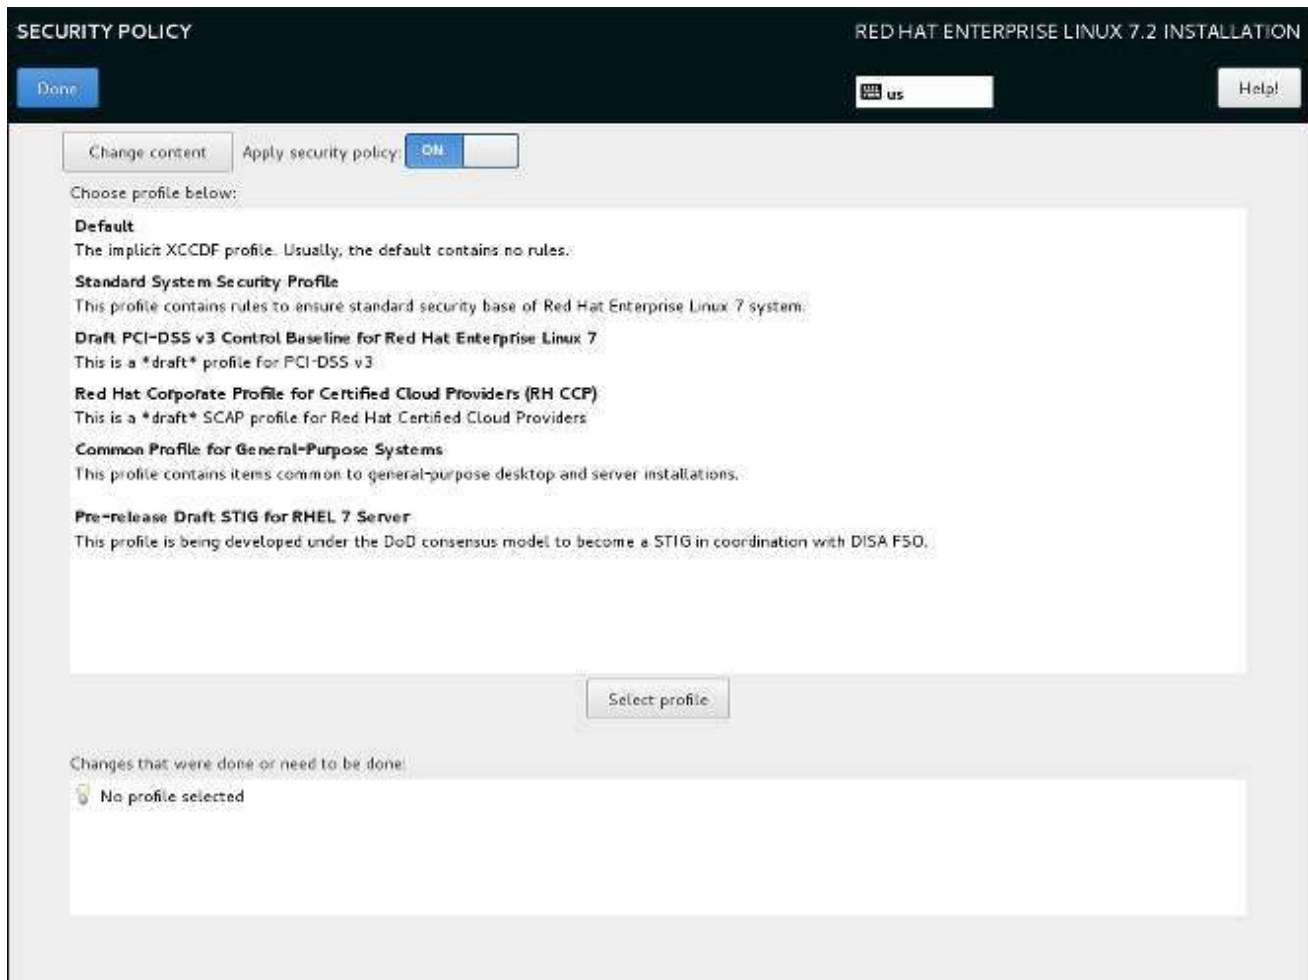 SECURITY POLICY
RED HAT ENTERPRISE LINUX 7.2 INSTALLATION
Done
us
Help!
Change content
Apply security policy:
ON
Choose profile below:
Default
The implicit XCCDF profile. Usually, the default contains no rules.
Standard System Security Profile
This profile contains rules to ensure standard security base of Red Hat Enterprise Linux 7 system.
Draft PCI-DSS v3 Control Baseline for Red Hat Enterprise Linux 7
This is a *draft* profile for PCI-DSS v3
Red Hat Corporate Profile for Certified Cloud Providers (RH CCP)
This is a *draft* SCAP profile for Red Hat Certified Cloud Providers
Common Profile for General-Purpose Systems
This profile contains items common to general-purpose desktop and server installations.
Pre-release Draft STIG for RHEL 7 Server
This profile is being developed under the DoD consensus model to become a STIG in coordination with DISA FSO.
Select profile
Changes that were done or need to be done:
No profile selected